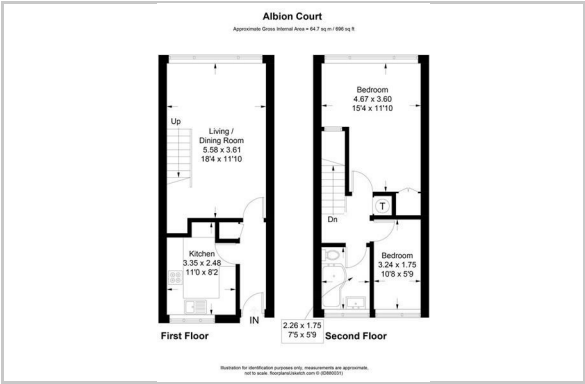 Albion Court
Approximate Gross Internal Area = 64.7 sq m / 696 sq ft
Up
Living /
Dining Room
5.58 x 3.61
18'4 x 11'10
Kitchen
3.35 x 2.48
11'0 x 8'2
IN
First Floor
Bedroom
4.67 x 3.60
15'4 x 11'10
Dn
T
Bedroom
3.24 x 1.75
10'8 x 5'9
2.26 x 1.75
7'5 x 5'9
Second Floor
Illustration for identification purposes only, measurements are approximate,
not to scale. floorplansUsketch.com © (ID880031)